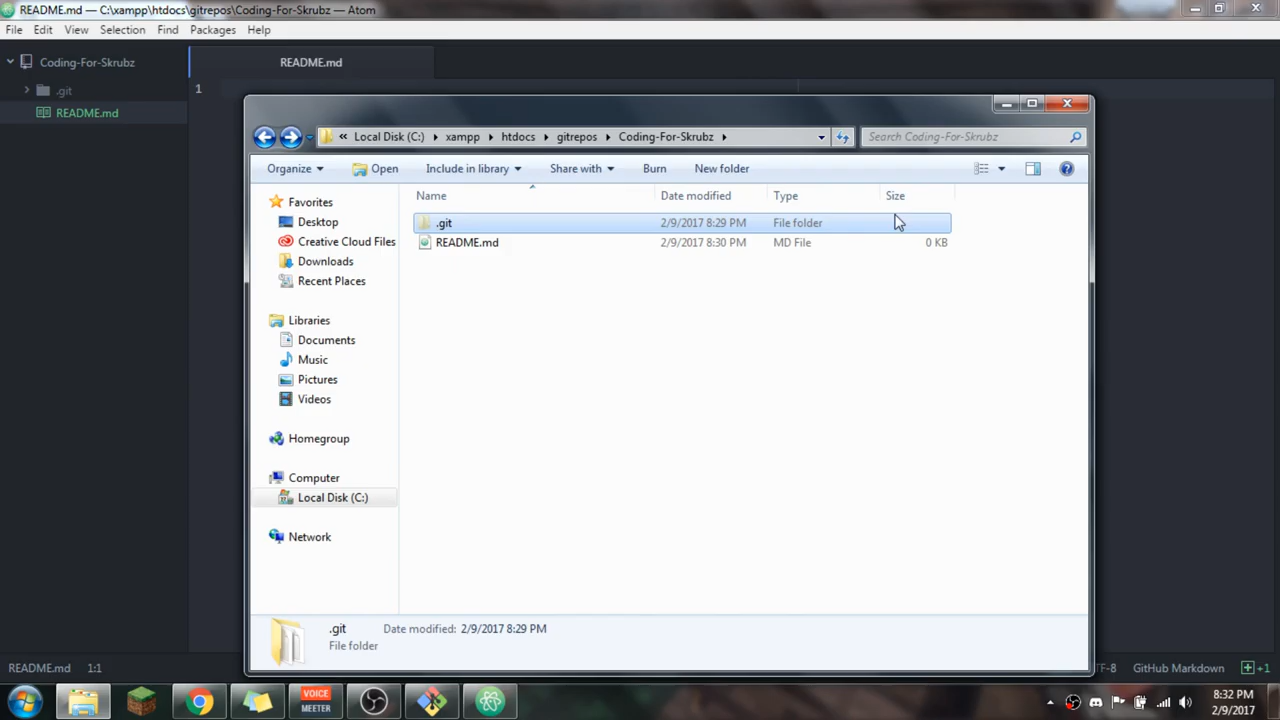 README.md — C:\xampp\htdocs\gitrepos\Coding-For-Skrubz — Atom
File Edit View Selection Find Packages Help
Coding-For-Skrubz
README.md
.git
1
README.md
« Local Disk (C:) xampp htdocs gitrepos Coding-For-Skrubz
Search Coding-For-Skrubz
Organize Open Include in library Share with Burn New folder
Name Date modified Type Size
.git 2/9/2017 8:29 PM File folder
README.md 2/9/2017 8:30 PM MD File 0 KB
Favorites
Desktop
Creative Cloud Files
Downloads
Recent Places
Libraries
Documents
Music
Pictures
Videos
Homegroup
Computer
Local Disk (C:)
Network
.git Date modified: 2/9/2017 8:29 PM
File folder
README.md 1:1
F-8 GitHub Markdown +1
VOICE
MEETER
8:32 PM
2/9/2017